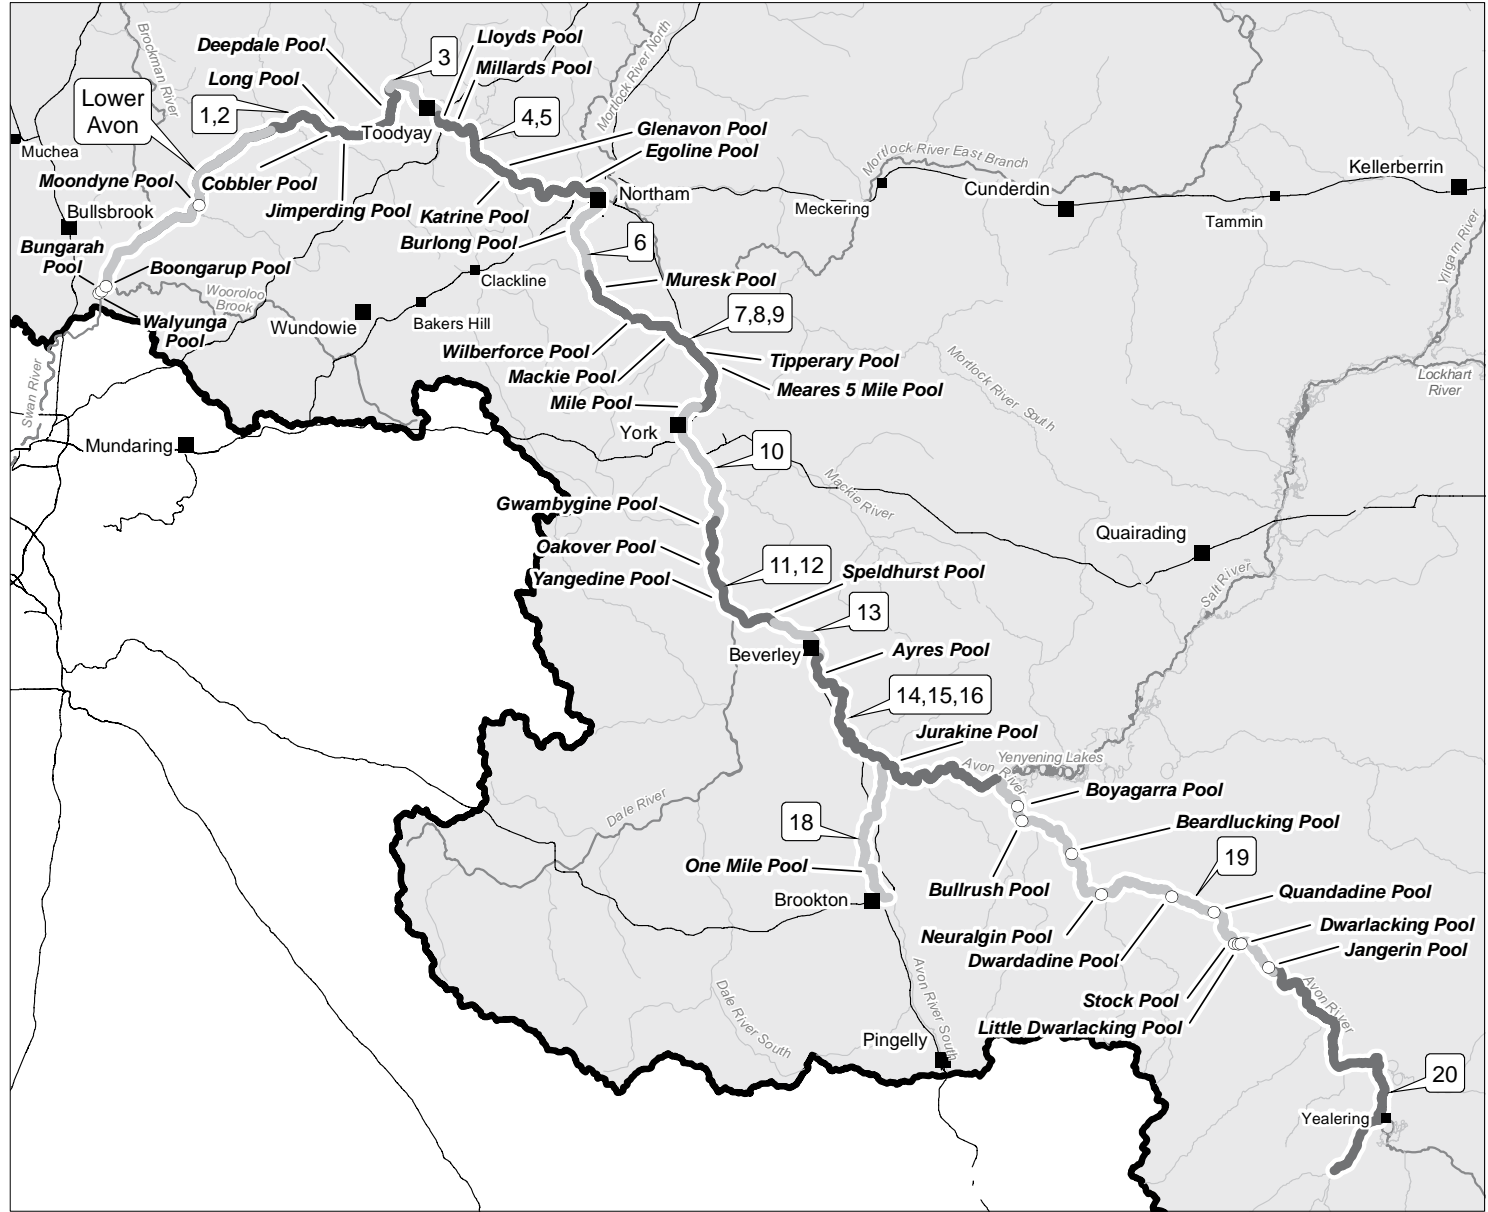 Brockman River
Deepdale Pool
3
Lloyds Pool
Millards Pool
Mortlock River North
Long Pool
Lower
Avon
1,2
Toodyay
4,5
Glenavon Pool
Egoline Pool
Muchea
Mortlock River East Branch
Kellerberrin
Moondyne Pool
Cobbler Pool
Northam
Cunderdin
Meckering
Tammin
Bullsbrook
Jimperding Pool
Katrine Pool
Yilgarn River
Bungarah
Pool
Burlong Pool
6
Boongarup Pool
Clackline
Muresk Pool
Wooroloo
Brook
Walyunga
Pool
Wundowie
Bakers Hill
7,8,9
Wilberforce Pool
Mackie Pool
Tipperary Pool
Meares 5 Mile Pool
Mortlock River South
Lockhart
River
Swan River
Mile Pool
York
Mundaring
10
Mackie River
Gwambygine Pool
Quairading
Oakover Pool
Yangedine Pool
11,12
Speldhurst Pool
Salt River
13
Beverley
Ayres Pool
14,15,16
Jurakine Pool
Avon River
Yenyening Lakes
Boyagarra Pool
Dale River
18
Beardlucking Pool
19
One Mile Pool
Bullrush Pool
Quandadine Pool
Brookton
Neuralgin Pool
Dwarlacking Pool
Dwardadine Pool
Jangerin Pool
Avon River South
Dale River South
Stock Pool
Avon River
Little Dwarlacking Pool
Pingelly
20
Yealering